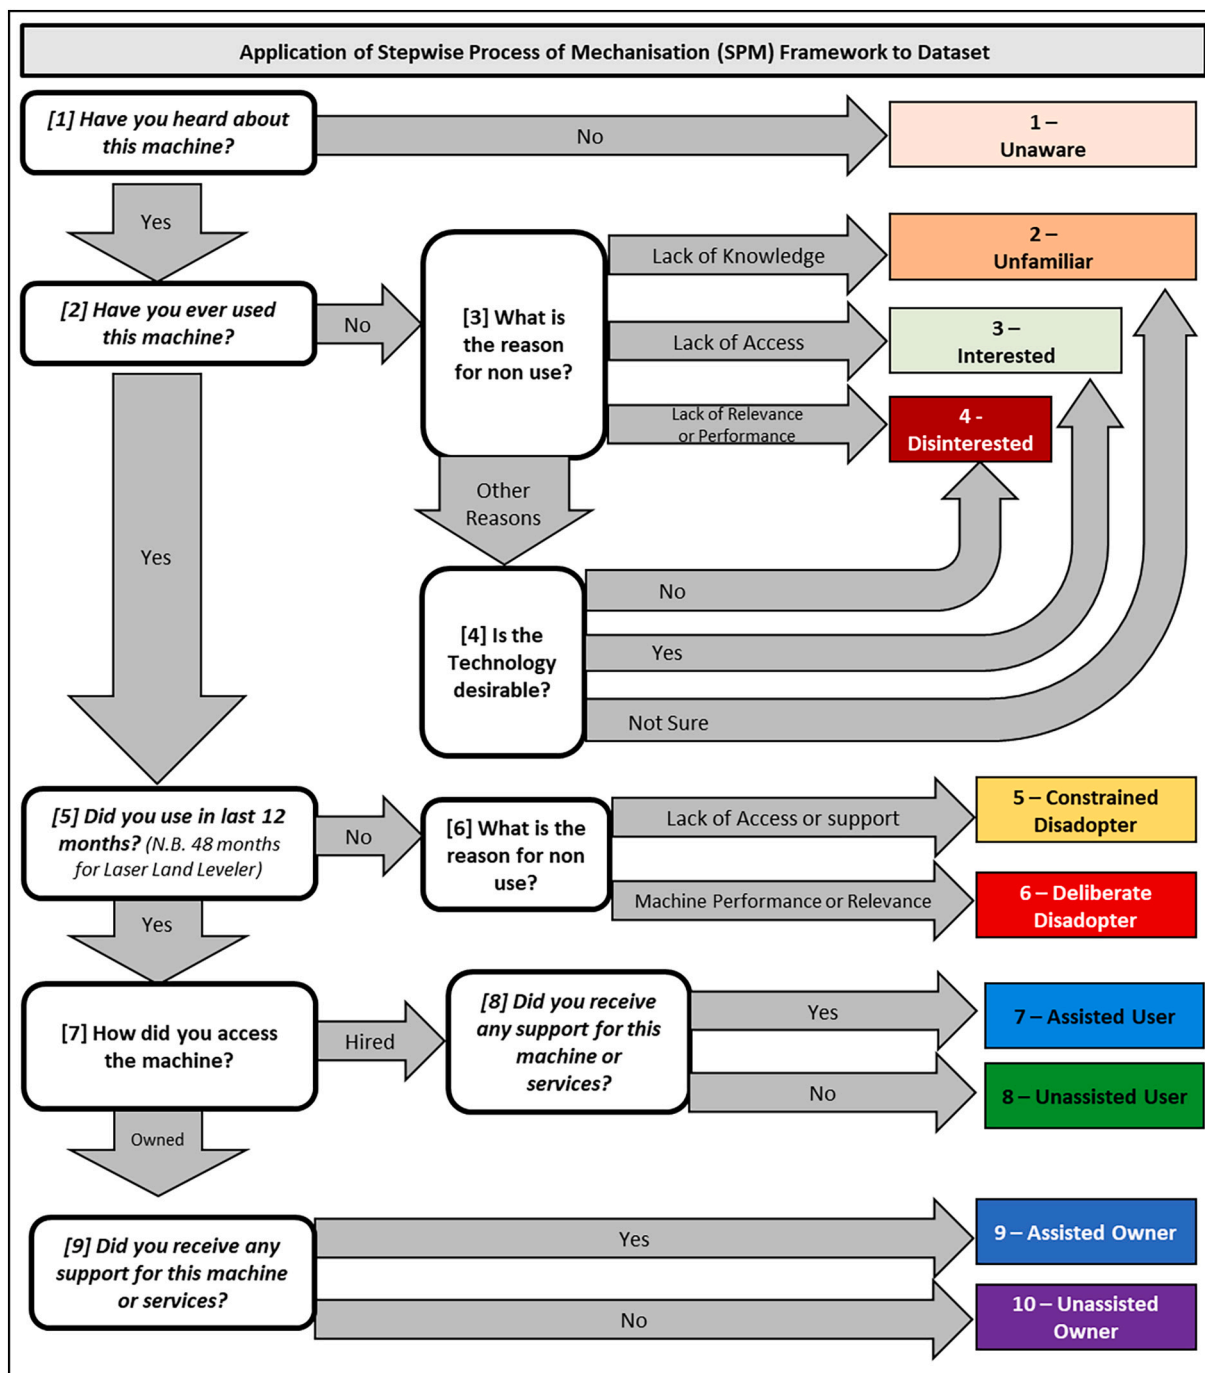 Application of Stepwise Process of Mechanisation (SPM) Framework to Dataset
[1] Have you heard about
this machine?
No
1 –
Unaware
Yes
[2] Have you ever used
this machine?
No
[3] What is
the reason
for non use?
Lack of Knowledge
2 –
Unfamiliar
Lack of Access
3 –
Interested
Lack of Relevance
or Performance
4 -
Disinterested
Other
Reasons
Yes
[4] Is the
Technology
desirable?
No
Yes
Not Sure
[5] Did you use in last 12
months? (N.B. 48 months
for Laser Land Leveler)
No
[6] What is the
reason for non
use?
Lack of Access or support
5 – Constrained
Disadopter
Machine Performance or Relevance
6 – Deliberate
Disadopter
Yes
[7] How did you access
the machine?
Hired
[8] Did you receive
any support for this
machine or
services?
Yes
7 – Assisted User
No
8 – Unassisted User
Owned
[9] Did you receive any
support for this machine
or services?
Yes
9 – Assisted Owner
No
10 – Unassisted
Owner